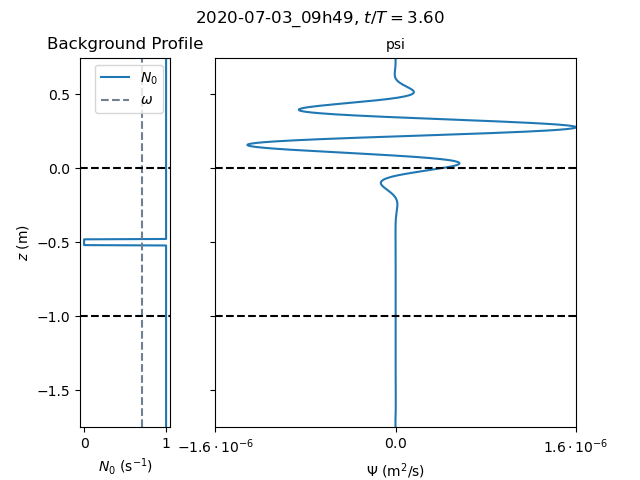 2020-07-03_09h49, t/T = 3.60
Background Profile
psi
N₀
ω
0.5
0.0
−0.5
−1.0
−1.5
z (m)
0
1
N₀ (s⁻¹)
−1.6 · 10⁻⁶
0.0
1.6 · 10⁻⁶
Ψ (m²/s)